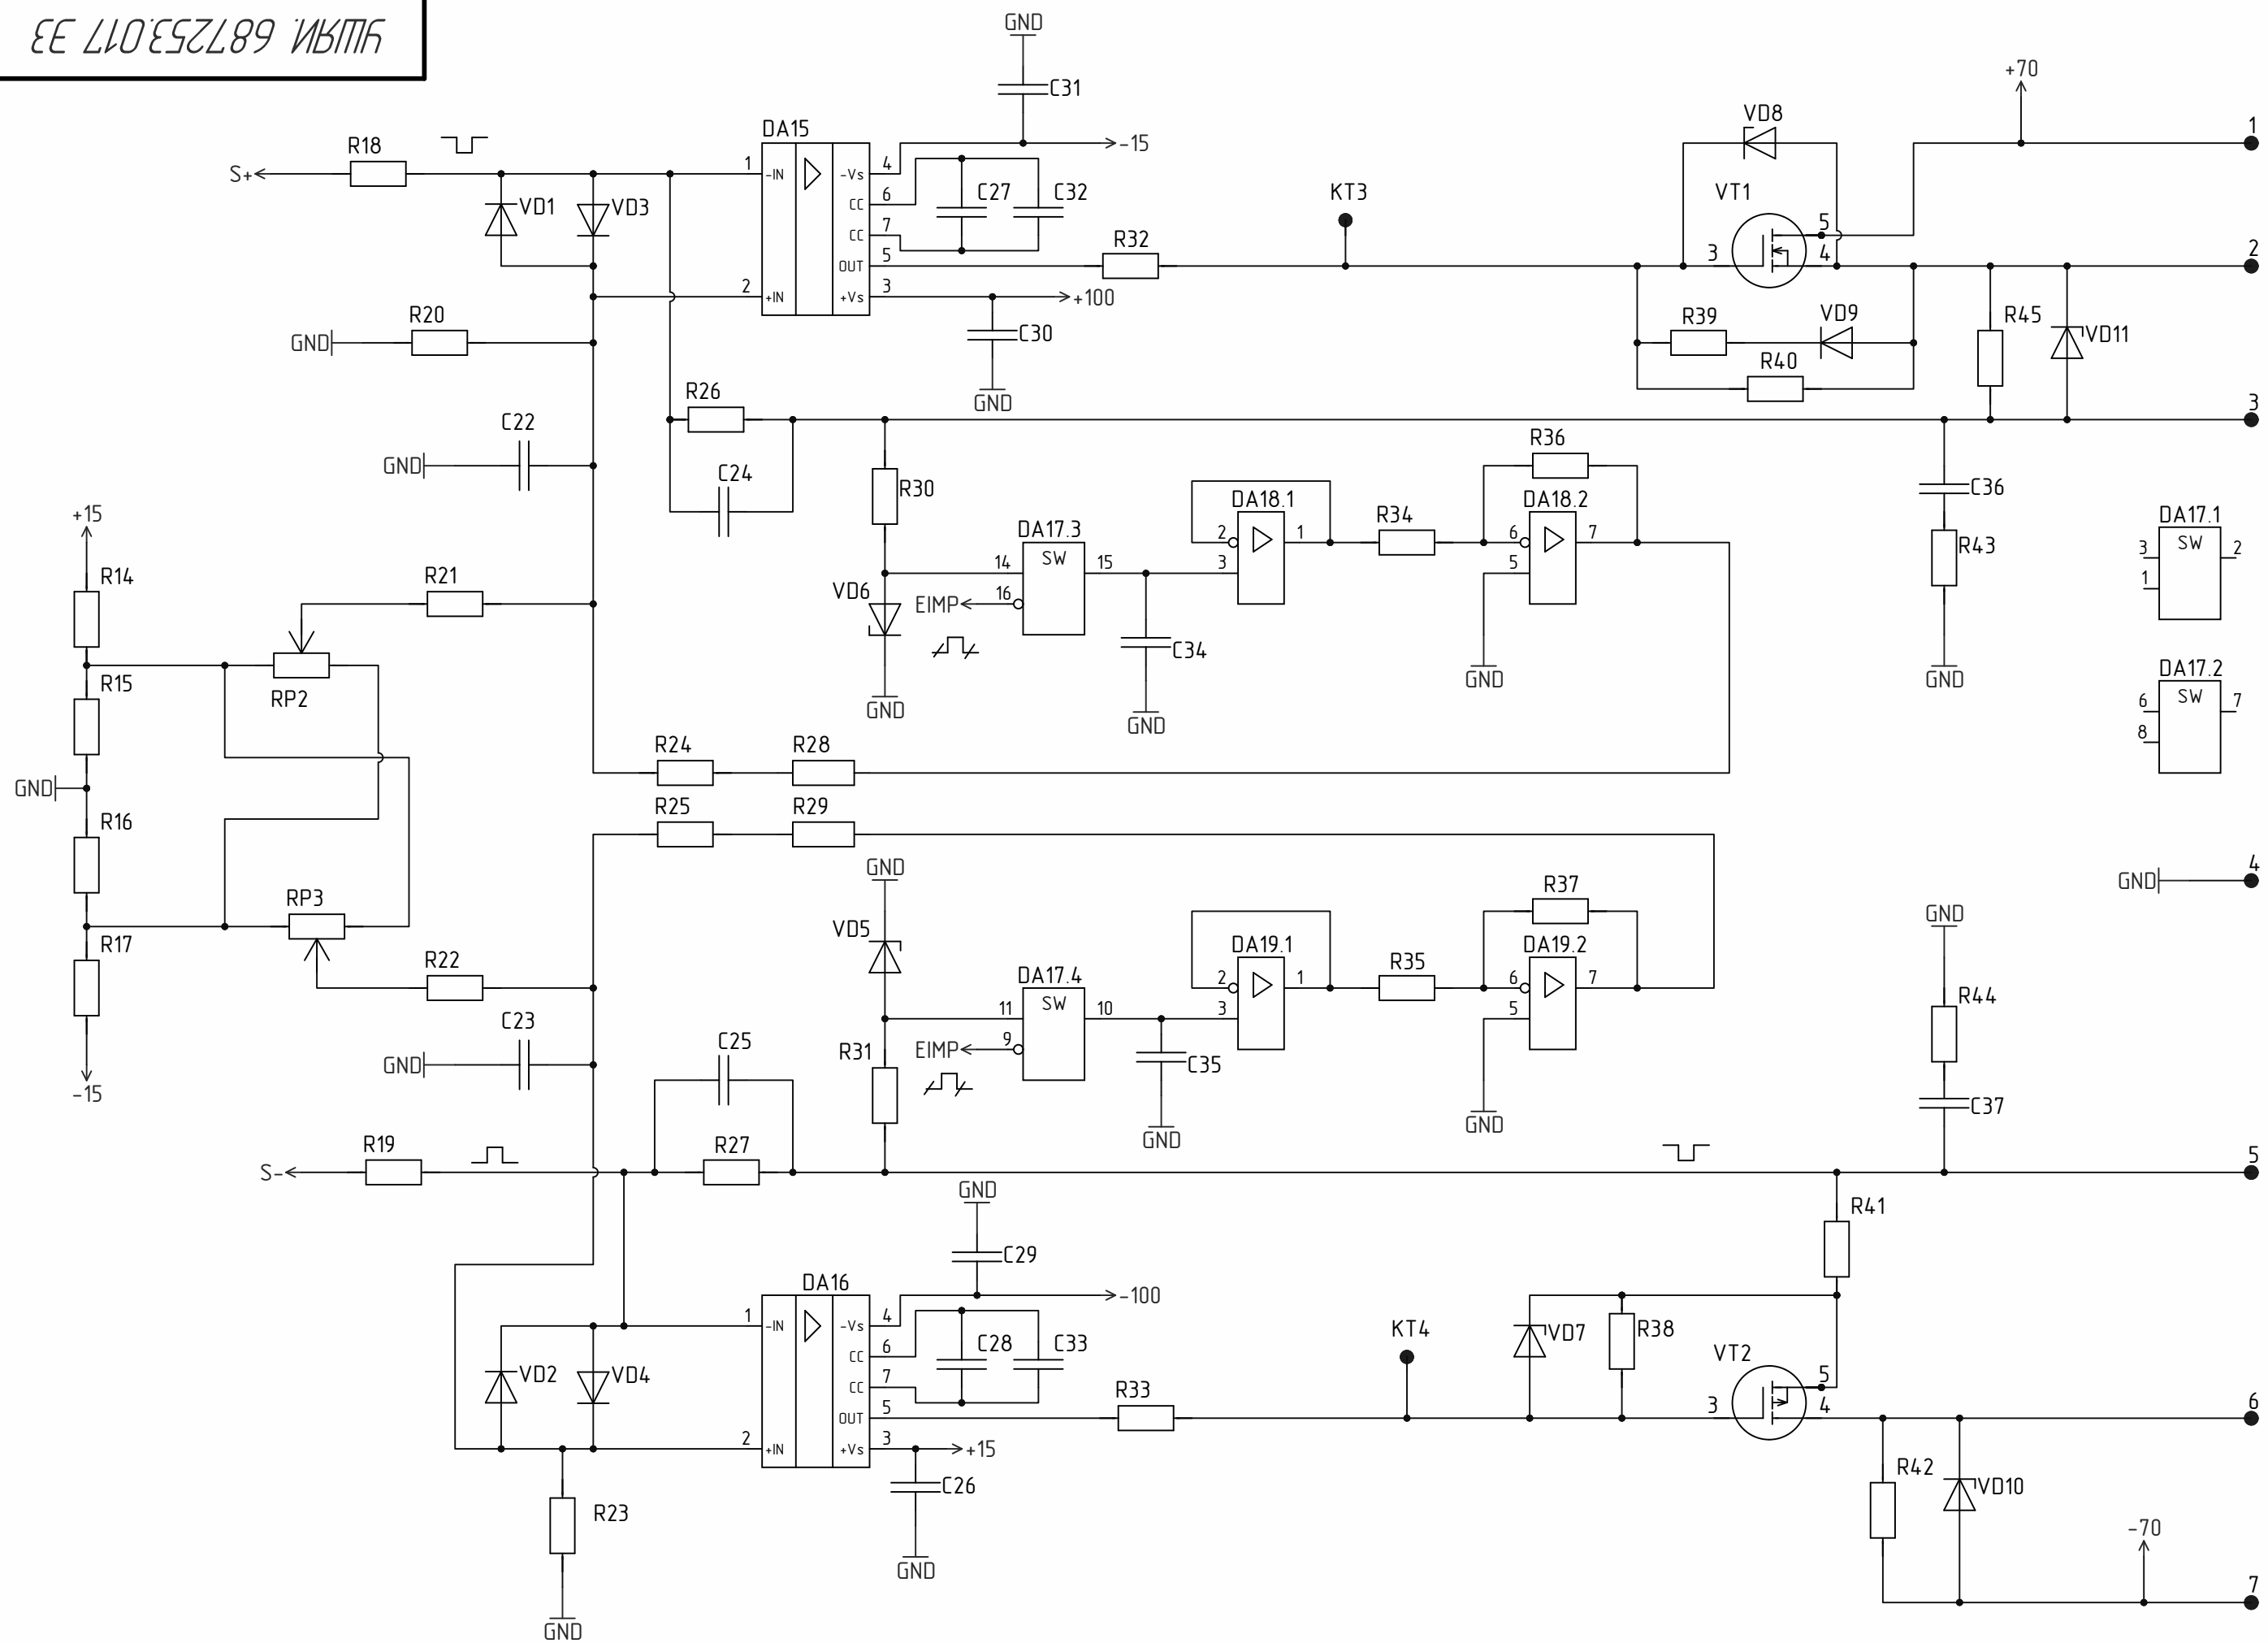 УШЯИ. 687253.017 Э3
GND
C31
+70
VD8
1
DA15
R18
S+
1 -IN
-Vs 4
-15
VT1
VD1
VD3
CC 6
C27
C32
KT3
CC 7
5
OUT 5
R32
3
4
2
2 +IN
+Vs 3
+100
GND
R20
C30
R39
VD9
R45
VD11
R40
GND
R26
3
C22
GND
C24
R30
R36
C36
+15
DA17.3
DA18.1
R34
DA18.2
DA17.1
14
SW
15
2
3
1
6
5
7
R43
3
SW
2
1
R14
R21
VD6
EIMP
16
C34
GND
GND
GND
GND
DA17.2
6
SW
7
8
R15
RP2
R24
R28
GND
R16
R25
R29
GND
R37
GND
4
GND
RP3
VD5
DA19.1
R35
DA19.2
R17
R22
DA17.4
2
3
1
6
5
7
R44
11
SW
10
C23
GND
C25
R31
EIMP
9
C35
C37
-15
GND
GND
R19
S-
R27
5
GND
R41
C29
DA16
-100
1 -IN
-Vs 4
KT4
VD7
R38
VD2
VD4
CC 6
C28
C33
VT2
CC 7
5
OUT 5
R33
3
4
6
2 +IN
+Vs 3
+15
R42
VD10
C26
R23
-70
GND
7
GND